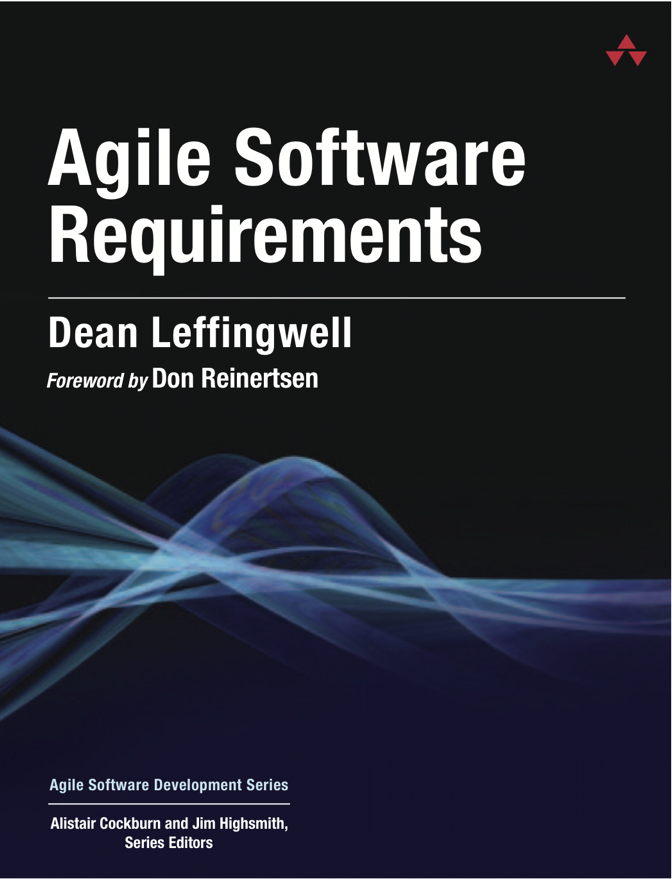 Agile Software
Requirements
Dean Leffingwell
Foreword by Don Reinertsen
Agile Software Development Series
Alistair Cockburn and Jim Highsmith,
Series Editors